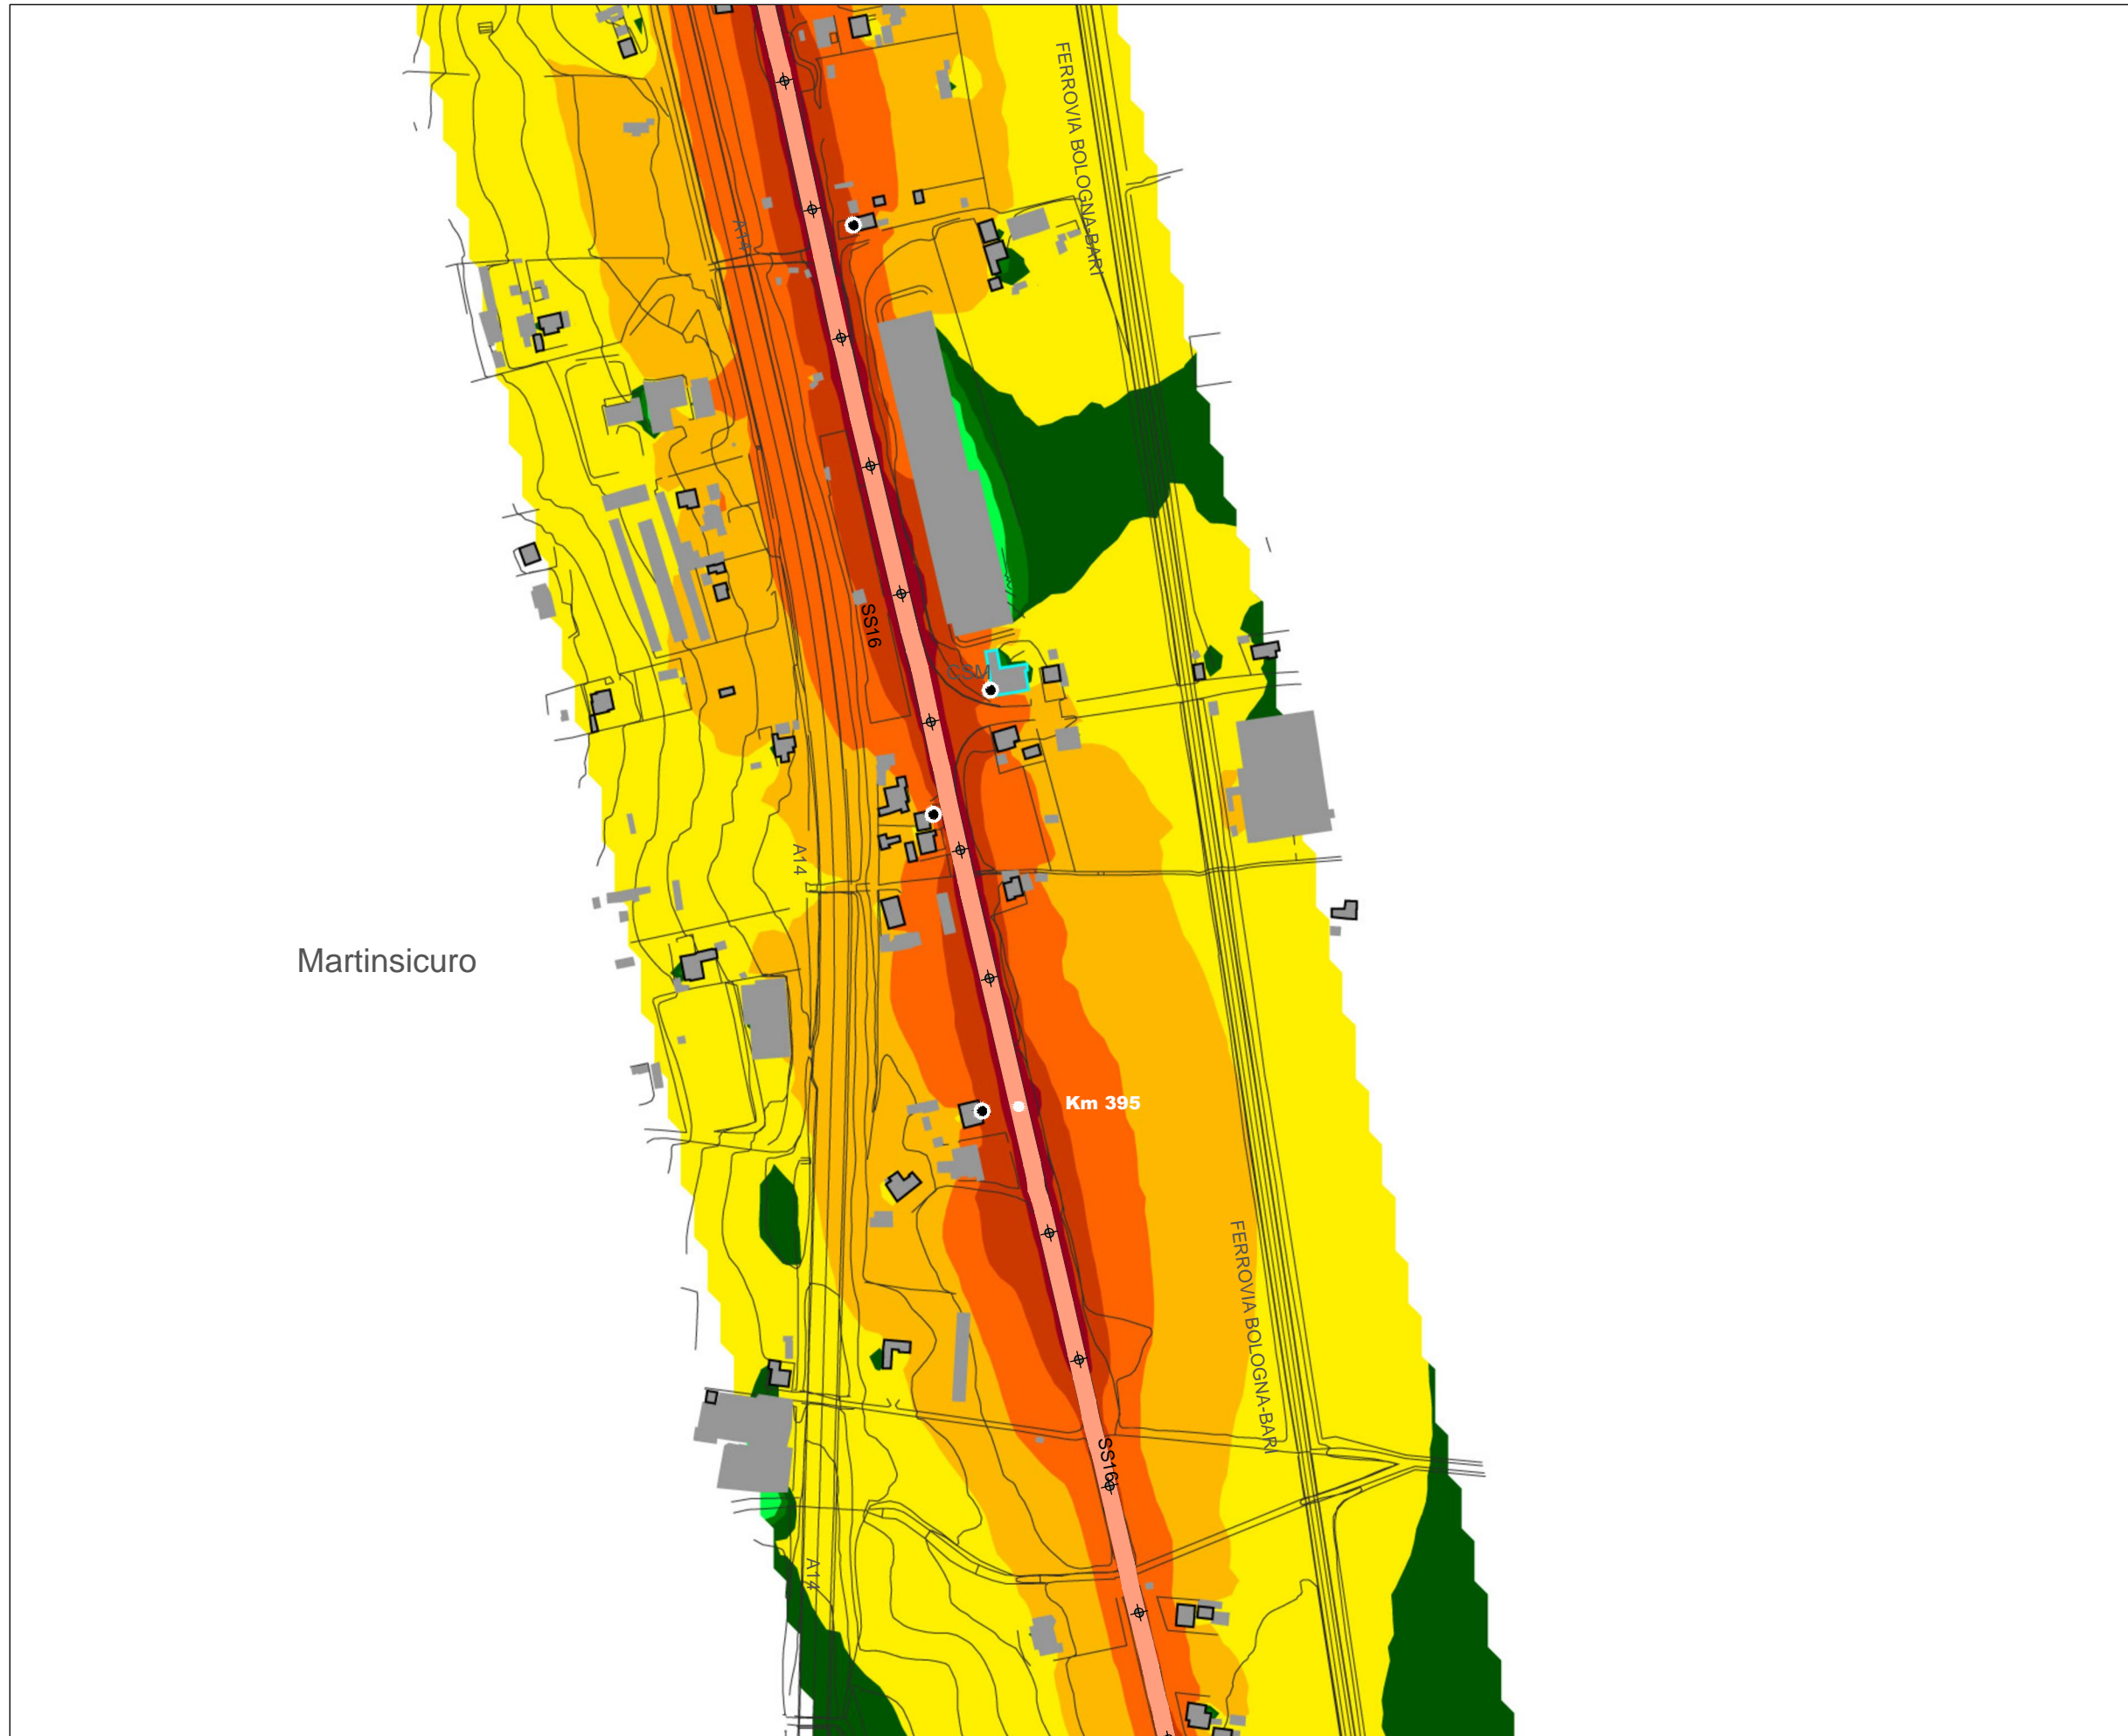 FERROVIA BOLOGNA-BARI
A14
SS16
CSM
A14
Martinsicuro
Km 395
FERROVIA BOLOGNA-BARI
SS16
A14